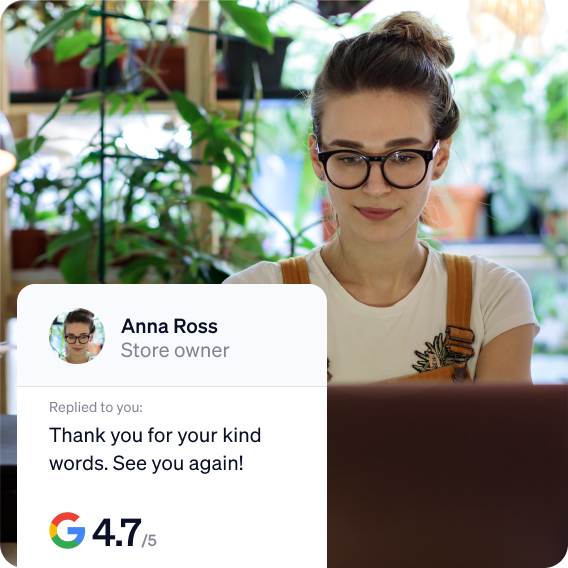 Anna Ross
Store owner
Replied to you:
Thank you for your kind
words. See you again!
4.7/5